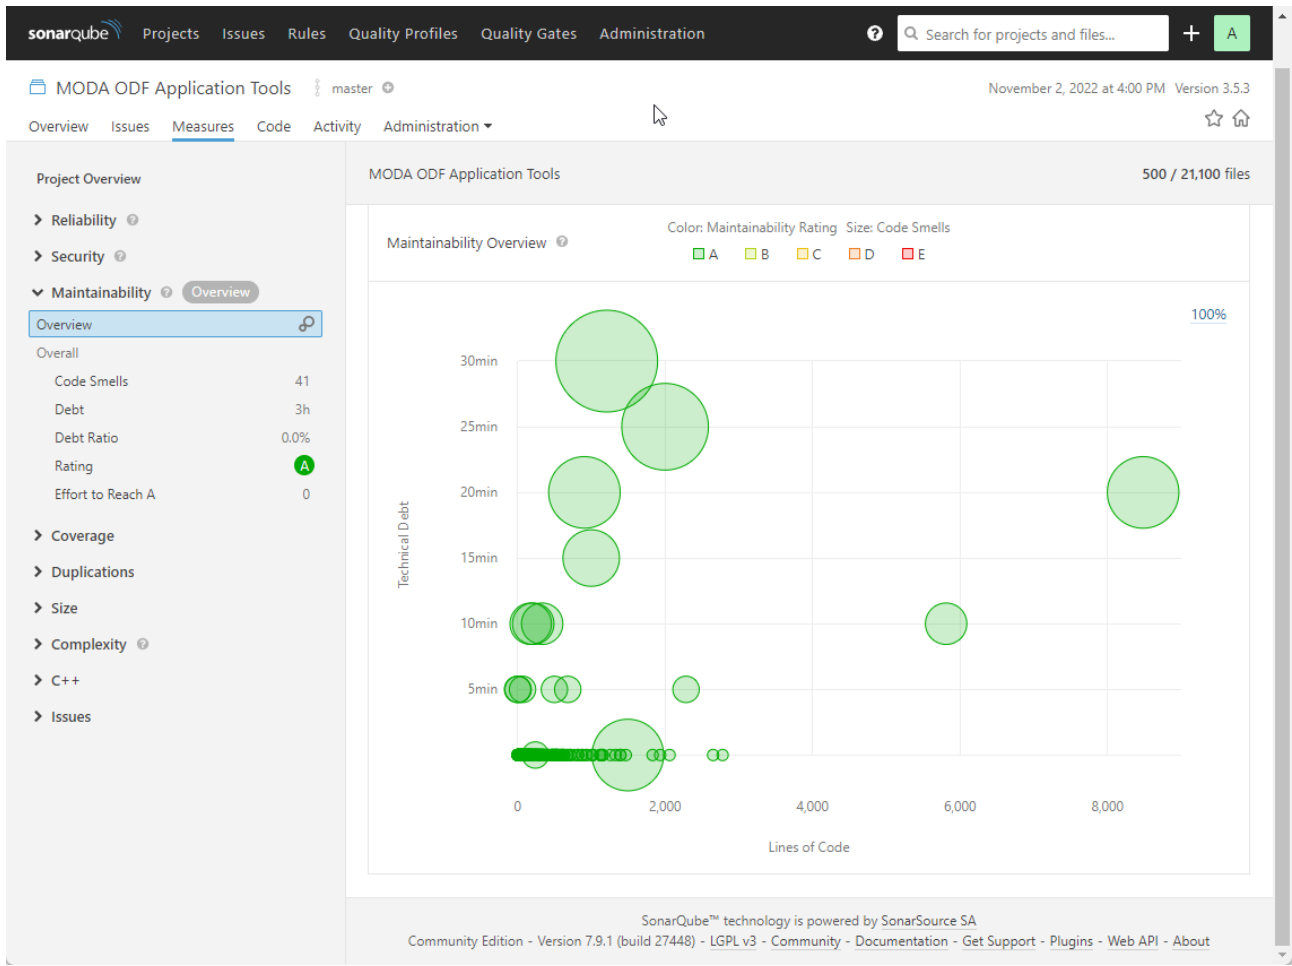 sonarqube Projects Issues Rules Quality Profiles Quality Gates Administration ? Search for projects and files... + A
MODA ODF Application Tools master November 2, 2022 at 4:00 PM Version 3.5.3
Overview Issues Measures Code Activity Administration
Project Overview
Reliability ?
Security ?
Maintainability ? Overview
Overview
Overall
Code Smells 41
Debt 3h
Debt Ratio 0.0%
Rating A
Effort to Reach A 0
Coverage
Duplications
Size
Complexity ?
C++
Issues
MODA ODF Application Tools 500 / 21,100 files
Maintainability Overview ? Color: Maintainability Rating Size: Code Smells
A B C D E
100%
30min
25min
20min
15min
10min
5min
Technical Debt
0 2,000 4,000 6,000 8,000
Lines of Code
SonarQube™ technology is powered by SonarSource SA
Community Edition - Version 7.9.1 (build 27448) - LGPL v3 - Community - Documentation - Get Support - Plugins - Web API - About